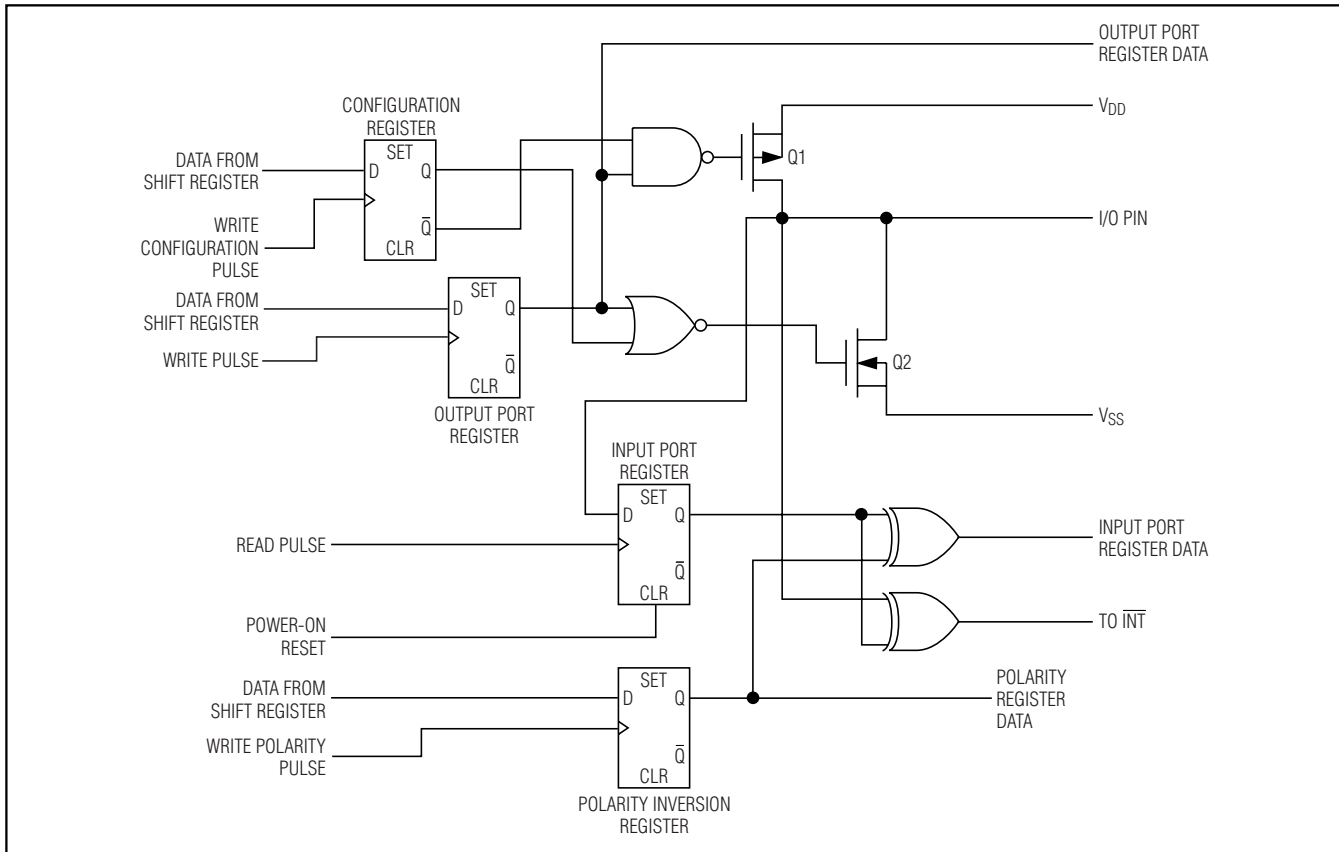 OUTPUT PORT
REGISTER DATA
V_DD
CONFIGURATION
REGISTER
SET
D
Q
Q̅
CLR
DATA FROM
SHIFT REGISTER
WRITE
CONFIGURATION
PULSE
Q1
I/O PIN
DATA FROM
SHIFT REGISTER
WRITE PULSE
SET
D
Q
Q̅
CLR
OUTPUT PORT
REGISTER
Q2
V_SS
INPUT PORT
REGISTER
SET
D
Q
Q̅
CLR
READ PULSE
POWER-ON
RESET
INPUT PORT
REGISTER DATA
TO I̅N̅T̅
DATA FROM
SHIFT REGISTER
WRITE POLARITY
PULSE
SET
D
Q
Q̅
CLR
POLARITY INVERSION
REGISTER
POLARITY
REGISTER
DATA